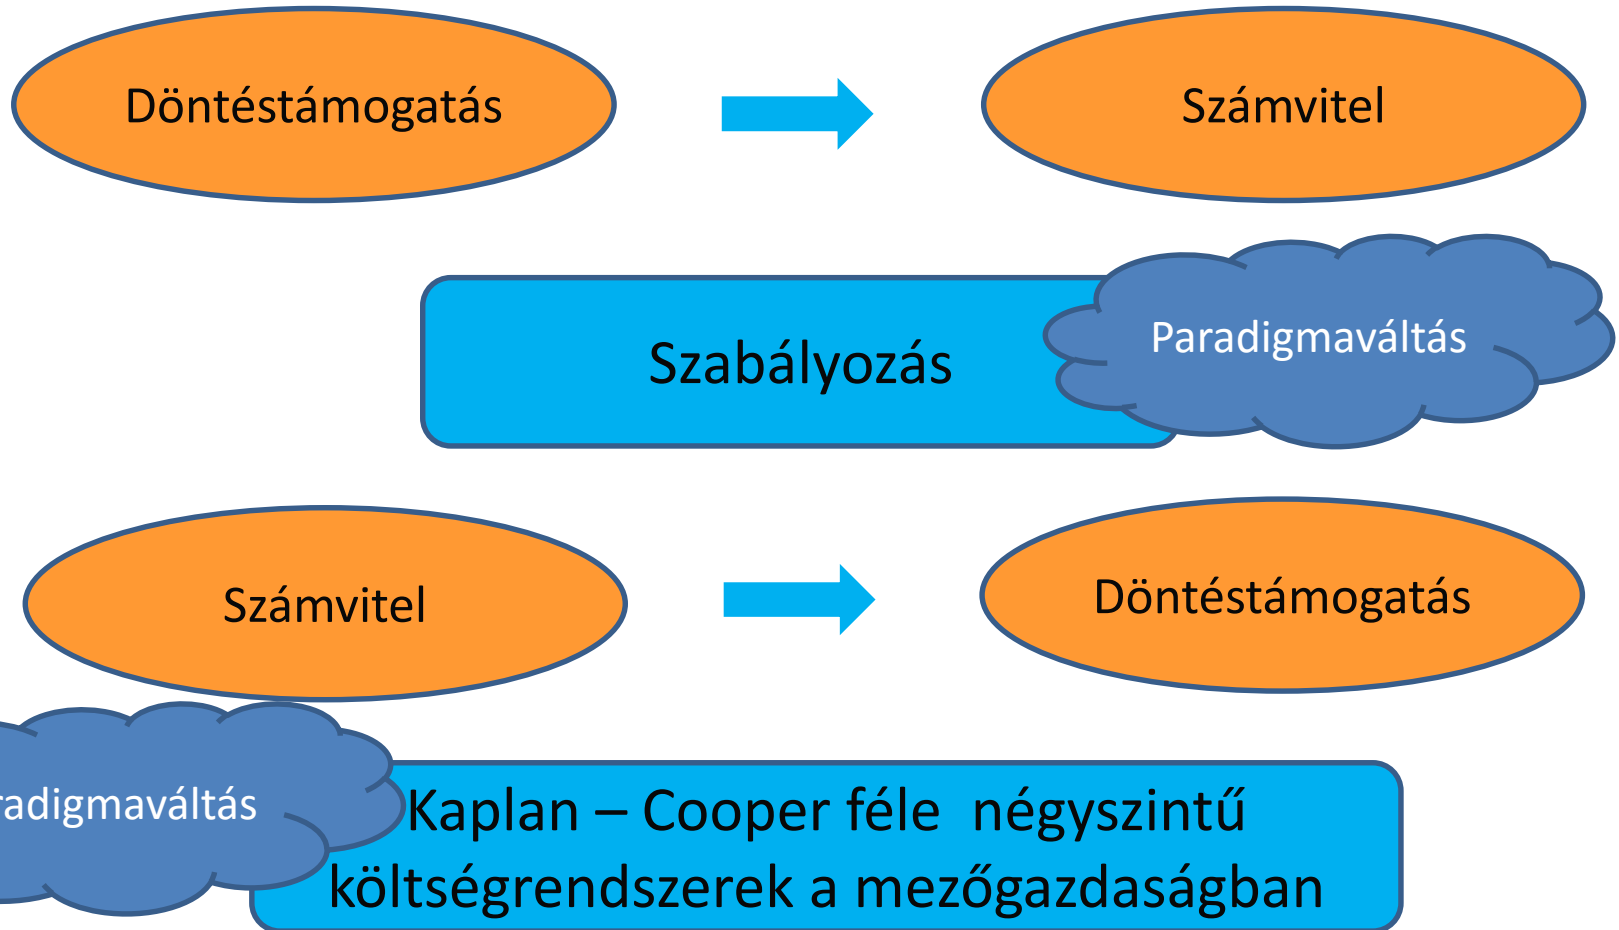 Döntéstámogatás
Számvitel
Szabályozás
Paradigmaváltás
Számvitel
Döntéstámogatás
radigmaváltás
Kaplan – Cooper féle négyszintű
költségrendszerek a mezőgazdaságban